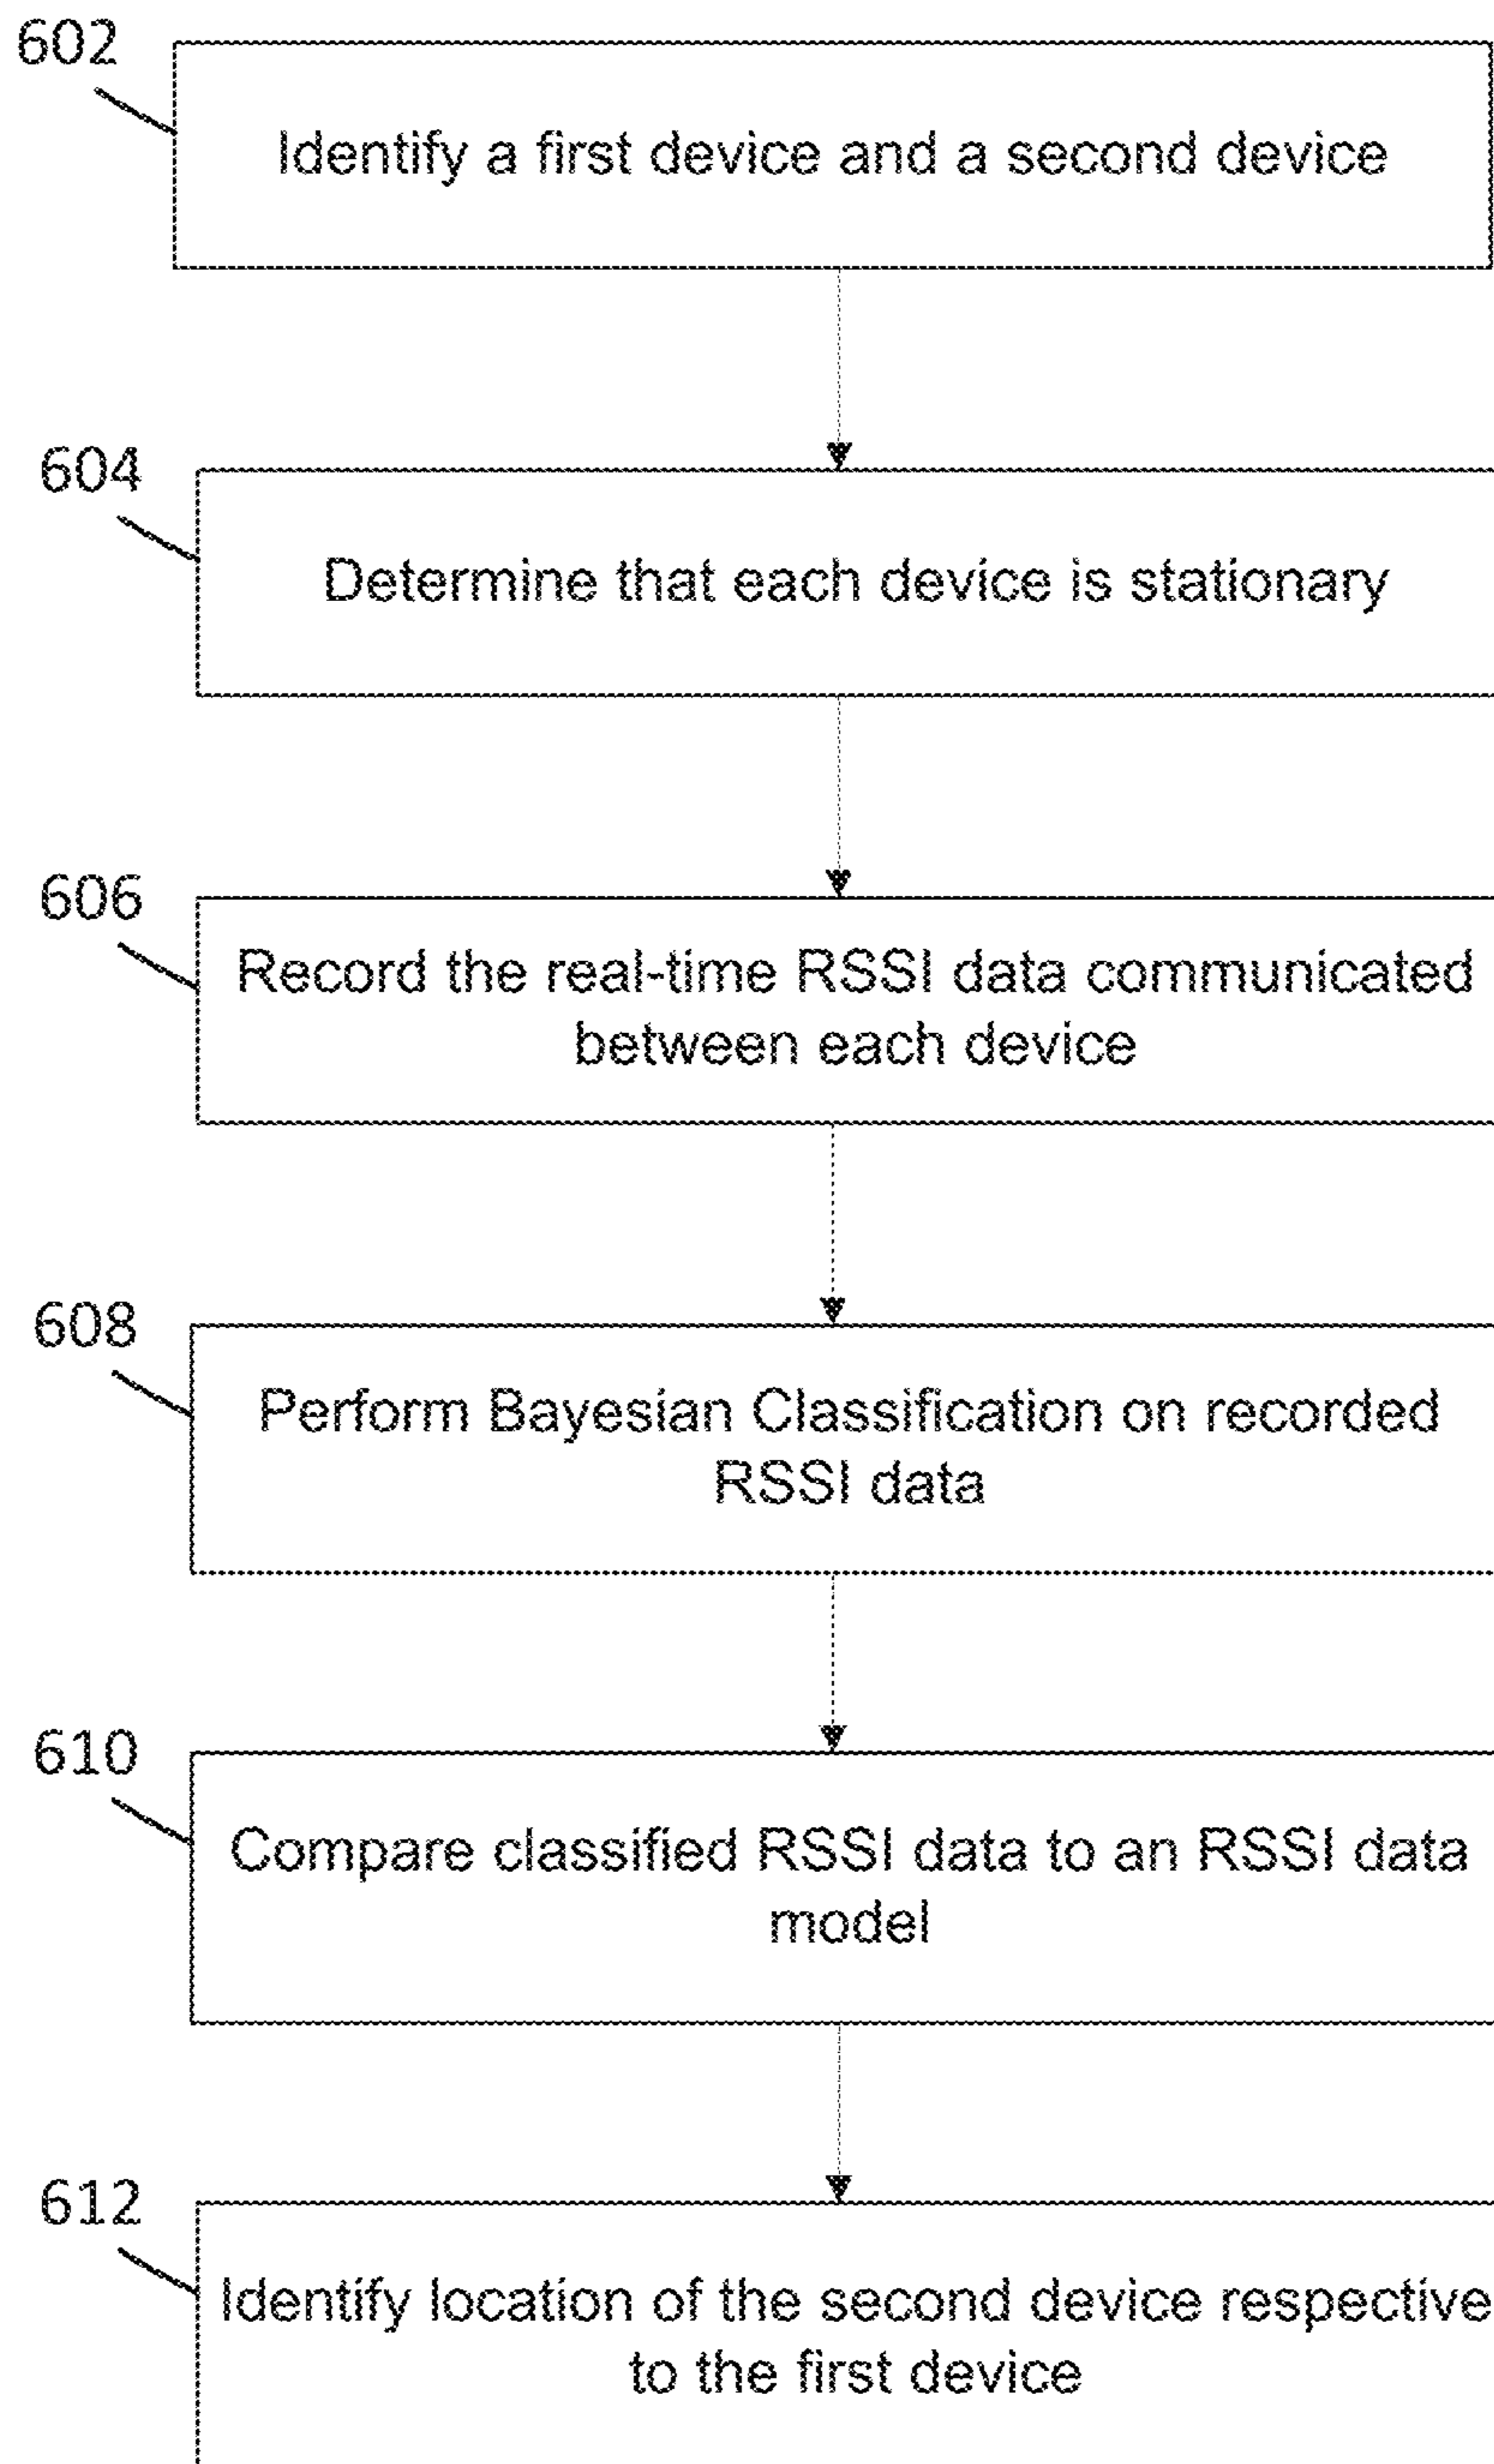 602
Identify a first device and a second device
604
Determine that each device is stationary
606
Record the real-time RSSI data communicated
between each device
608
Perform Bayesian Classification on recorded
RSSI data
610
Compare classified RSSI data to an RSSI data
model
612
Identify location of the second device respective
to the first device